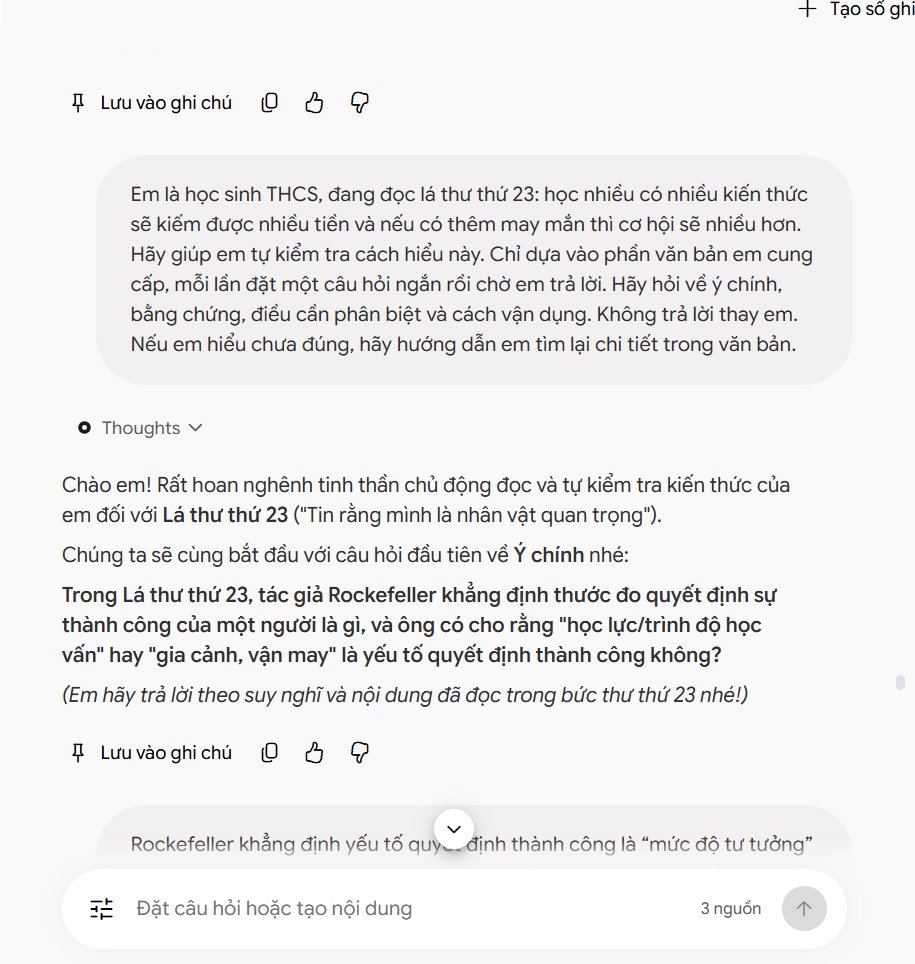 Tạo sổ ghi
Lưu vào ghi chú
Em là học sinh THCS, đang đọc lá thư thứ 23: học nhiều có nhiều kiến thức
sẽ kiếm được nhiều tiền và nếu có thêm may mắn thì cơ hội sẽ nhiều hơn.
Hãy giúp em tự kiểm tra cách hiểu này. Chỉ dựa vào phần văn bản em cung
cấp, mỗi lần đặt một câu hỏi ngắn rồi chờ em trả lời. Hãy hỏi về ý chính,
bằng chứng, điều cần phân biệt và cách vận dụng. Không trả lời thay em.
Nếu em hiểu chưa đúng, hãy hướng dẫn em tìm lại chi tiết trong văn bản.
Thoughts
Chào em! Rất hoan nghênh tinh thần chủ động đọc và tự kiểm tra kiến thức của
em đối với Lá thư thứ 23 ("Tin rằng mình là nhân vật quan trọng").
Chúng ta sẽ cùng bắt đầu với câu hỏi đầu tiên về Ý chính nhé:
Trong Lá thư thứ 23, tác giả Rockefeller khẳng định thước đo quyết định sự
thành công của một người là gì, và ông có cho rằng "học lực/trình độ học
vấn" hay "gia cảnh, vận may" là yếu tố quyết định thành công không?
(Em hãy trả lời theo suy nghĩ và nội dung đã đọc trong bức thư thứ 23 nhé!)
Lưu vào ghi chú
Rockefeller khẳng định yếu tố quyết định thành công là “mức độ tư tưởng”
Đặt câu hỏi hoặc tạo nội dung
3 nguồn